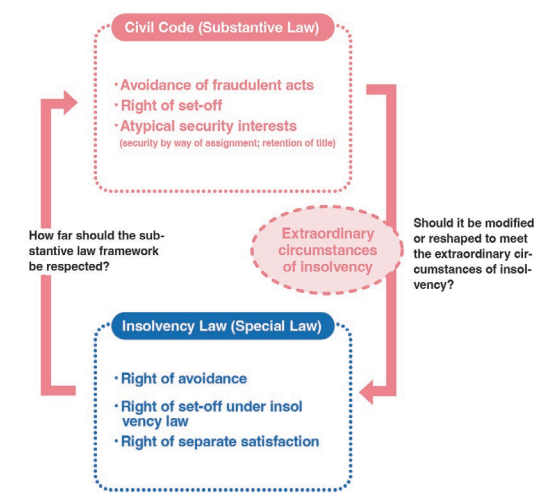 Civil Code (Substantive Law)
・Avoidance of fraudulent acts
・Right of set-off
・Atypical security interests
(security by way of assignment; retention of title)
How far should the sub-
stantive law framework
be respected?
Extraordinary
circumstances
of insolvency
Should it be modified
or reshaped to meet
the extraordinary cir-
cumstances of insol-
vency?
Insolvency Law (Special Law)
・Right of avoidance
・Right of set-off under insol
vency law
・Right of separate satisfaction